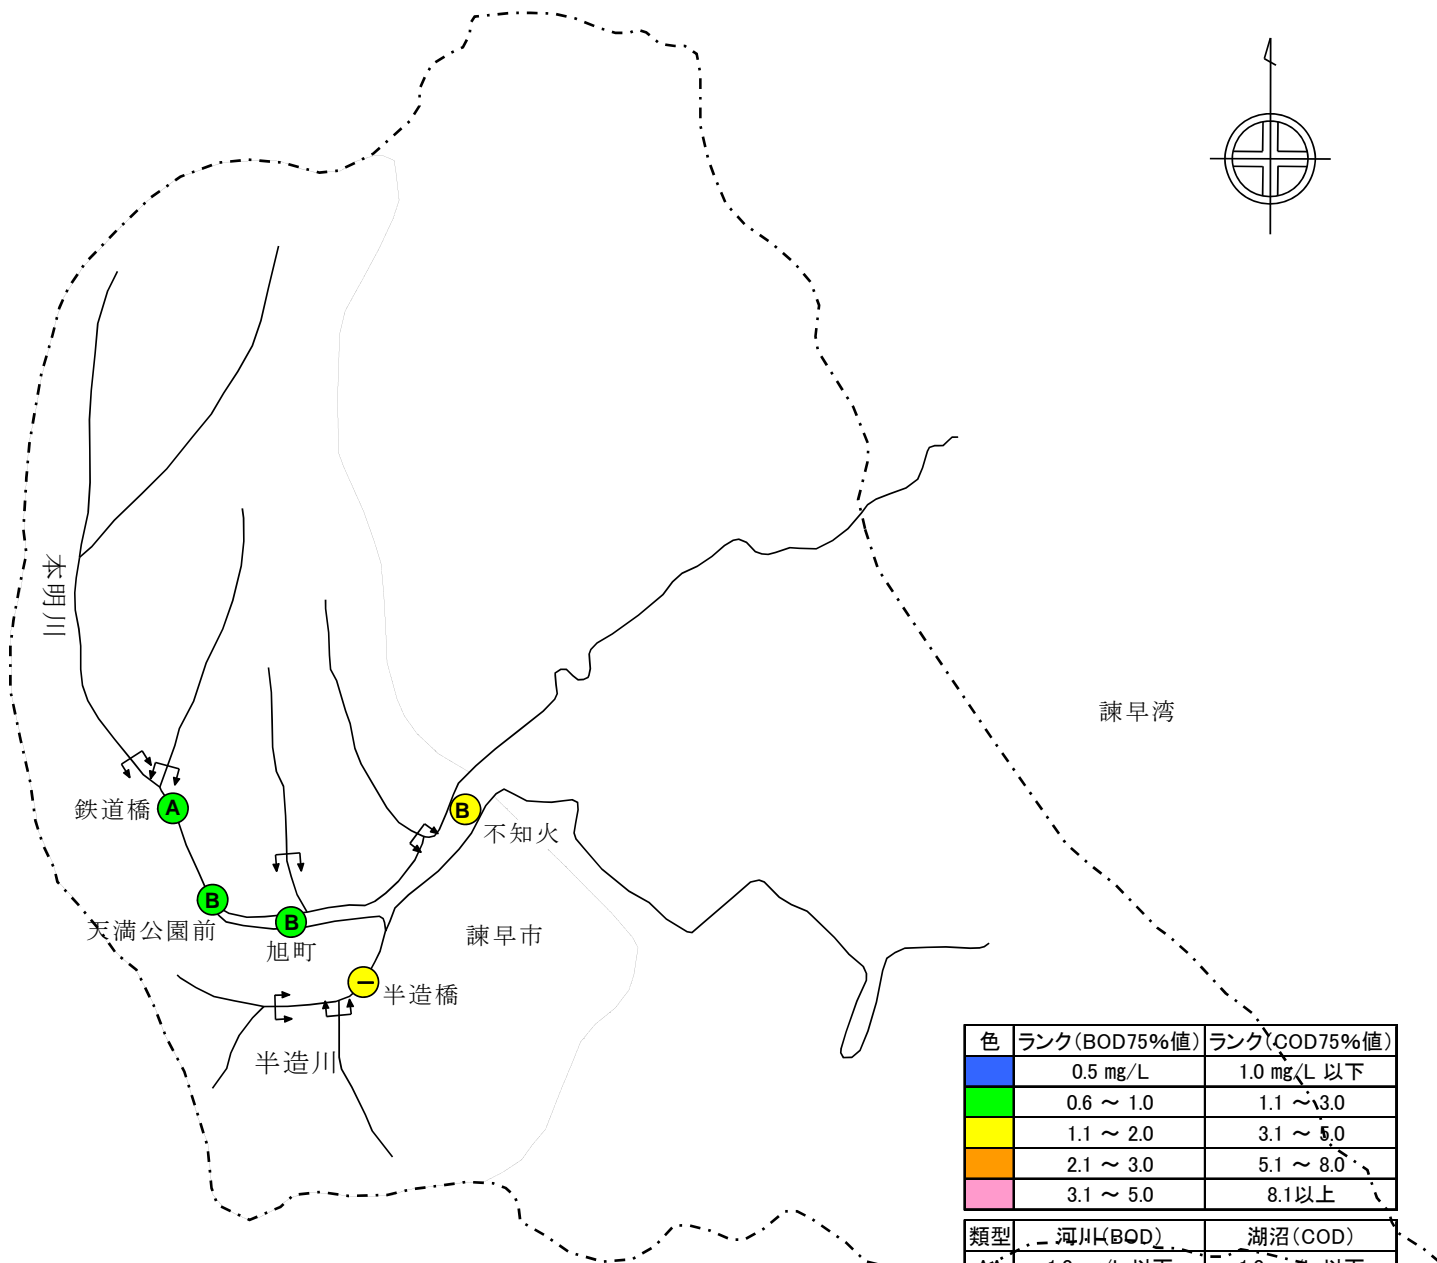 本明川
諫早湾
鉄道橋
A
B
不知火
B
天満公園前
B
旭町
諫早市
半造橋
半造川
色 ランク(BOD75%値) ランク(COD75%値)
0.5 mg/L 1.0 mg/L 以下
0.6 ～ 1.0 1.1 ～ 3.0
1.1 ～ 2.0 3.1 ～ 5.0
2.1 ～ 3.0 5.1 ～ 8.0
3.1 ～ 5.0 8.1以上
類型 河川(BOD) 湖沼(COD)